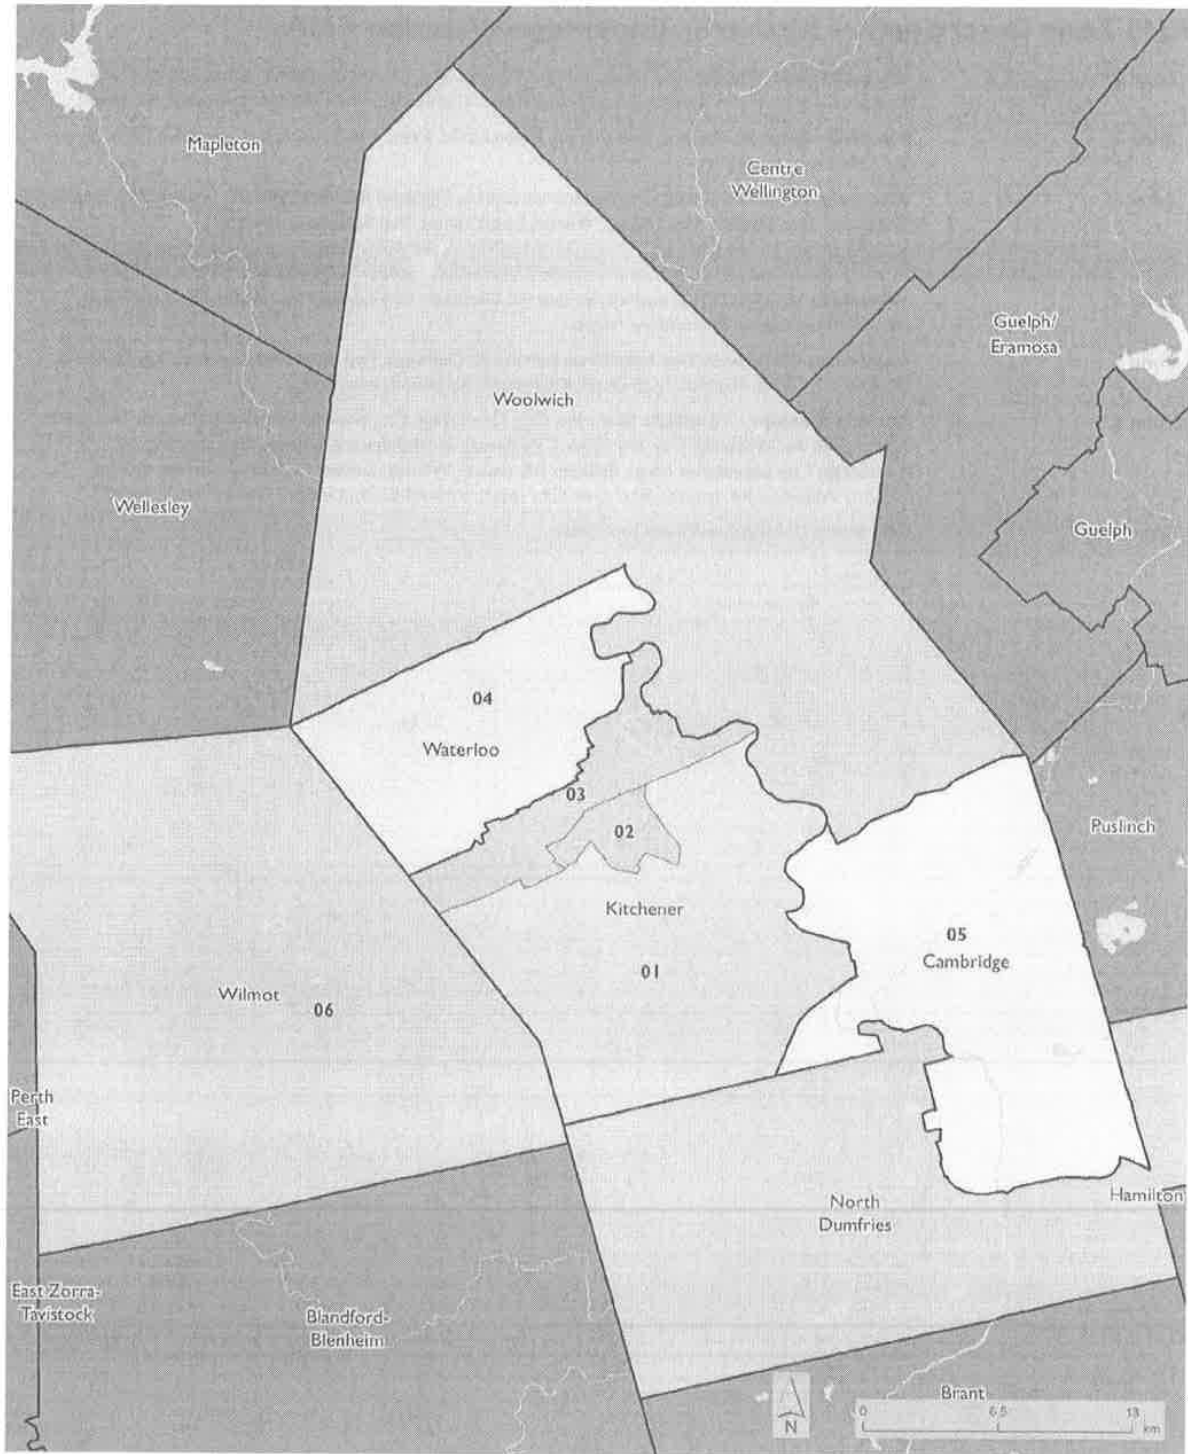 Mapleton
Centre
Wellington
Guelph/
Eramosa
Woolwich
Wellesley
Guelph
04
Waterloo
03
02
Puslinch
Kitchener
05
Cambridge
01
Wilmot
06
Perth
East
North
Dumfries
Hamilton
East Zorra-
Tavistock
Blandford-
Blenheim
Brant
N
0
6.5
13
km